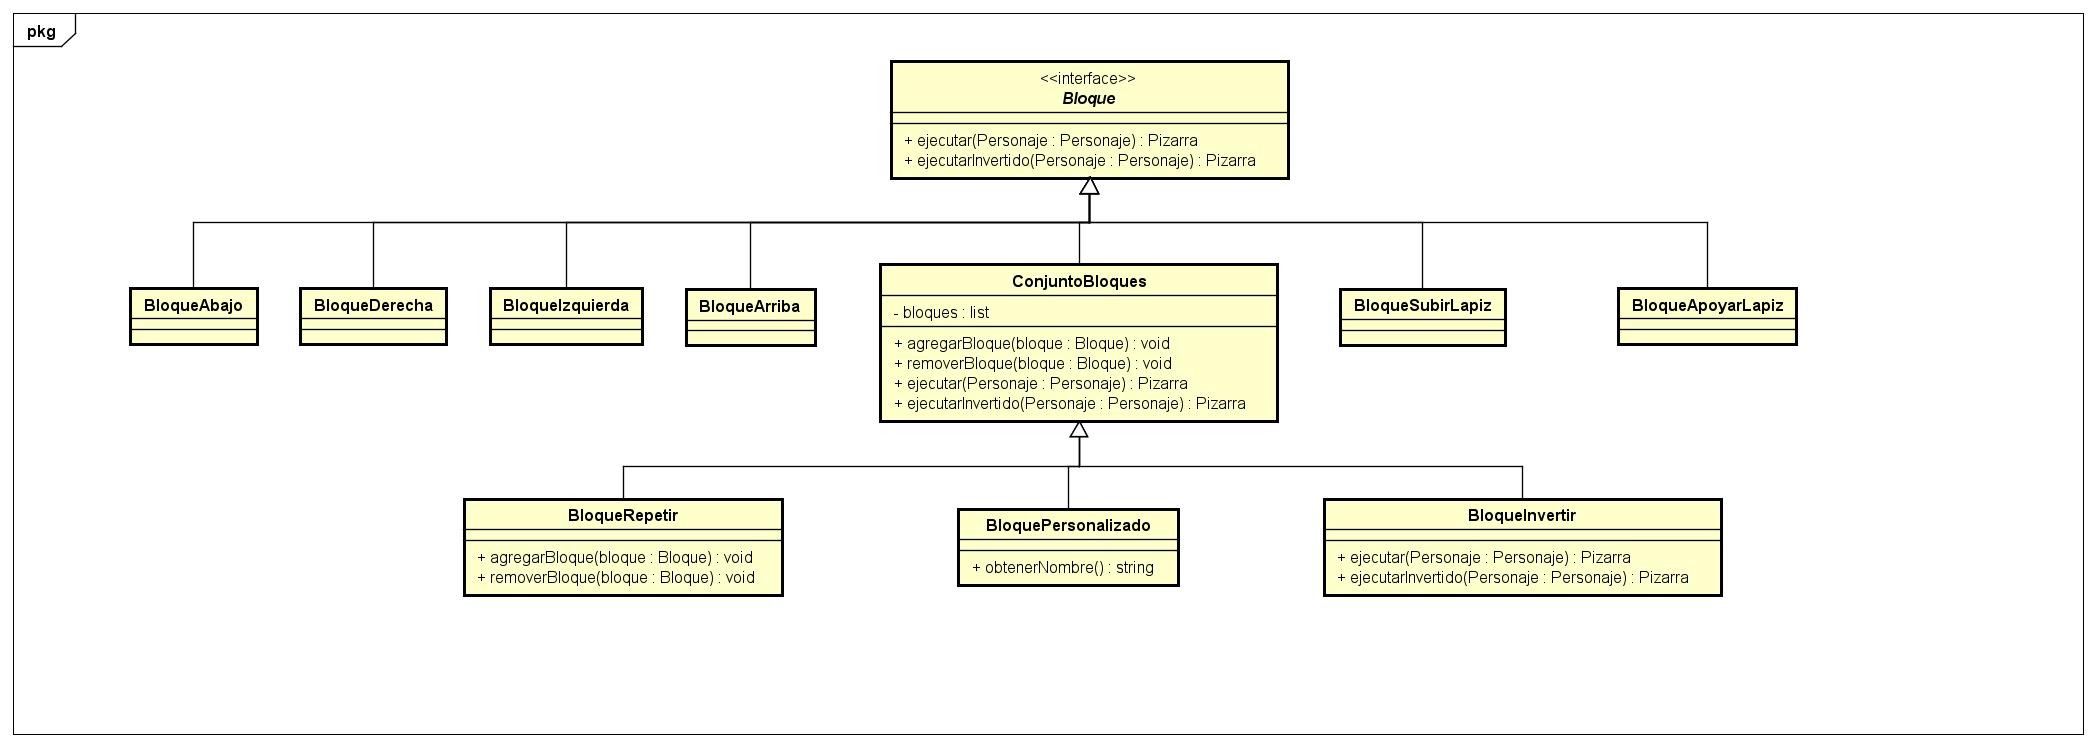 pkg
<<interface>>
Bloque
+ ejecutar(Personaje : Personaje) : Pizarra
+ ejecutarInvertido(Personaje : Personaje) : Pizarra
BloqueAbajo
BloqueDerecha
BloqueIzquierda
BloqueArriba
ConjuntoBloques
- bloques : list
+ agregarBloque(bloque : Bloque) : void
+ removerBloque(bloque : Bloque) : void
+ ejecutar(Personaje : Personaje) : Pizarra
+ ejecutarInvertido(Personaje : Personaje) : Pizarra
BloqueSubirLapiz
BloqueApoyarLapiz
BloqueRepetir
+ agregarBloque(bloque : Bloque) : void
+ removerBloque(bloque : Bloque) : void
BloquePersonalizado
+ obtenerNombre() : string
BloqueInvertir
+ ejecutar(Personaje : Personaje) : Pizarra
+ ejecutarInvertido(Personaje : Personaje) : Pizarra